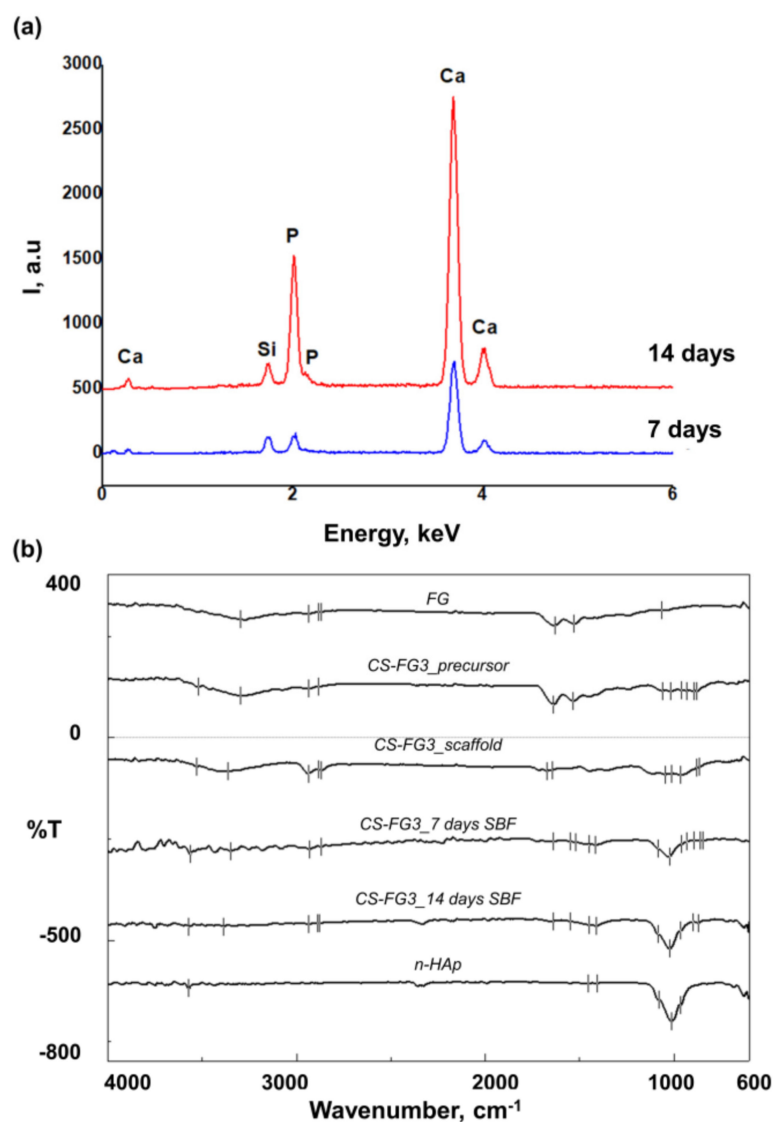 (a)
3000
2500
2000
1500
1000
500
0
I, a.u
Ca
Si
P
P
Ca
Ca
14 days
7 days
0 2 4 6
Energy, keV
(b)
400
0
%T
-500
-800
FG
CS-FG3_precursor
CS-FG3_scaffold
CS-FG3_7 days SBF
CS-FG3_14 days SBF
n-HAp
4000 3000 2000 1000 600
Wavenumber, cm⁻¹